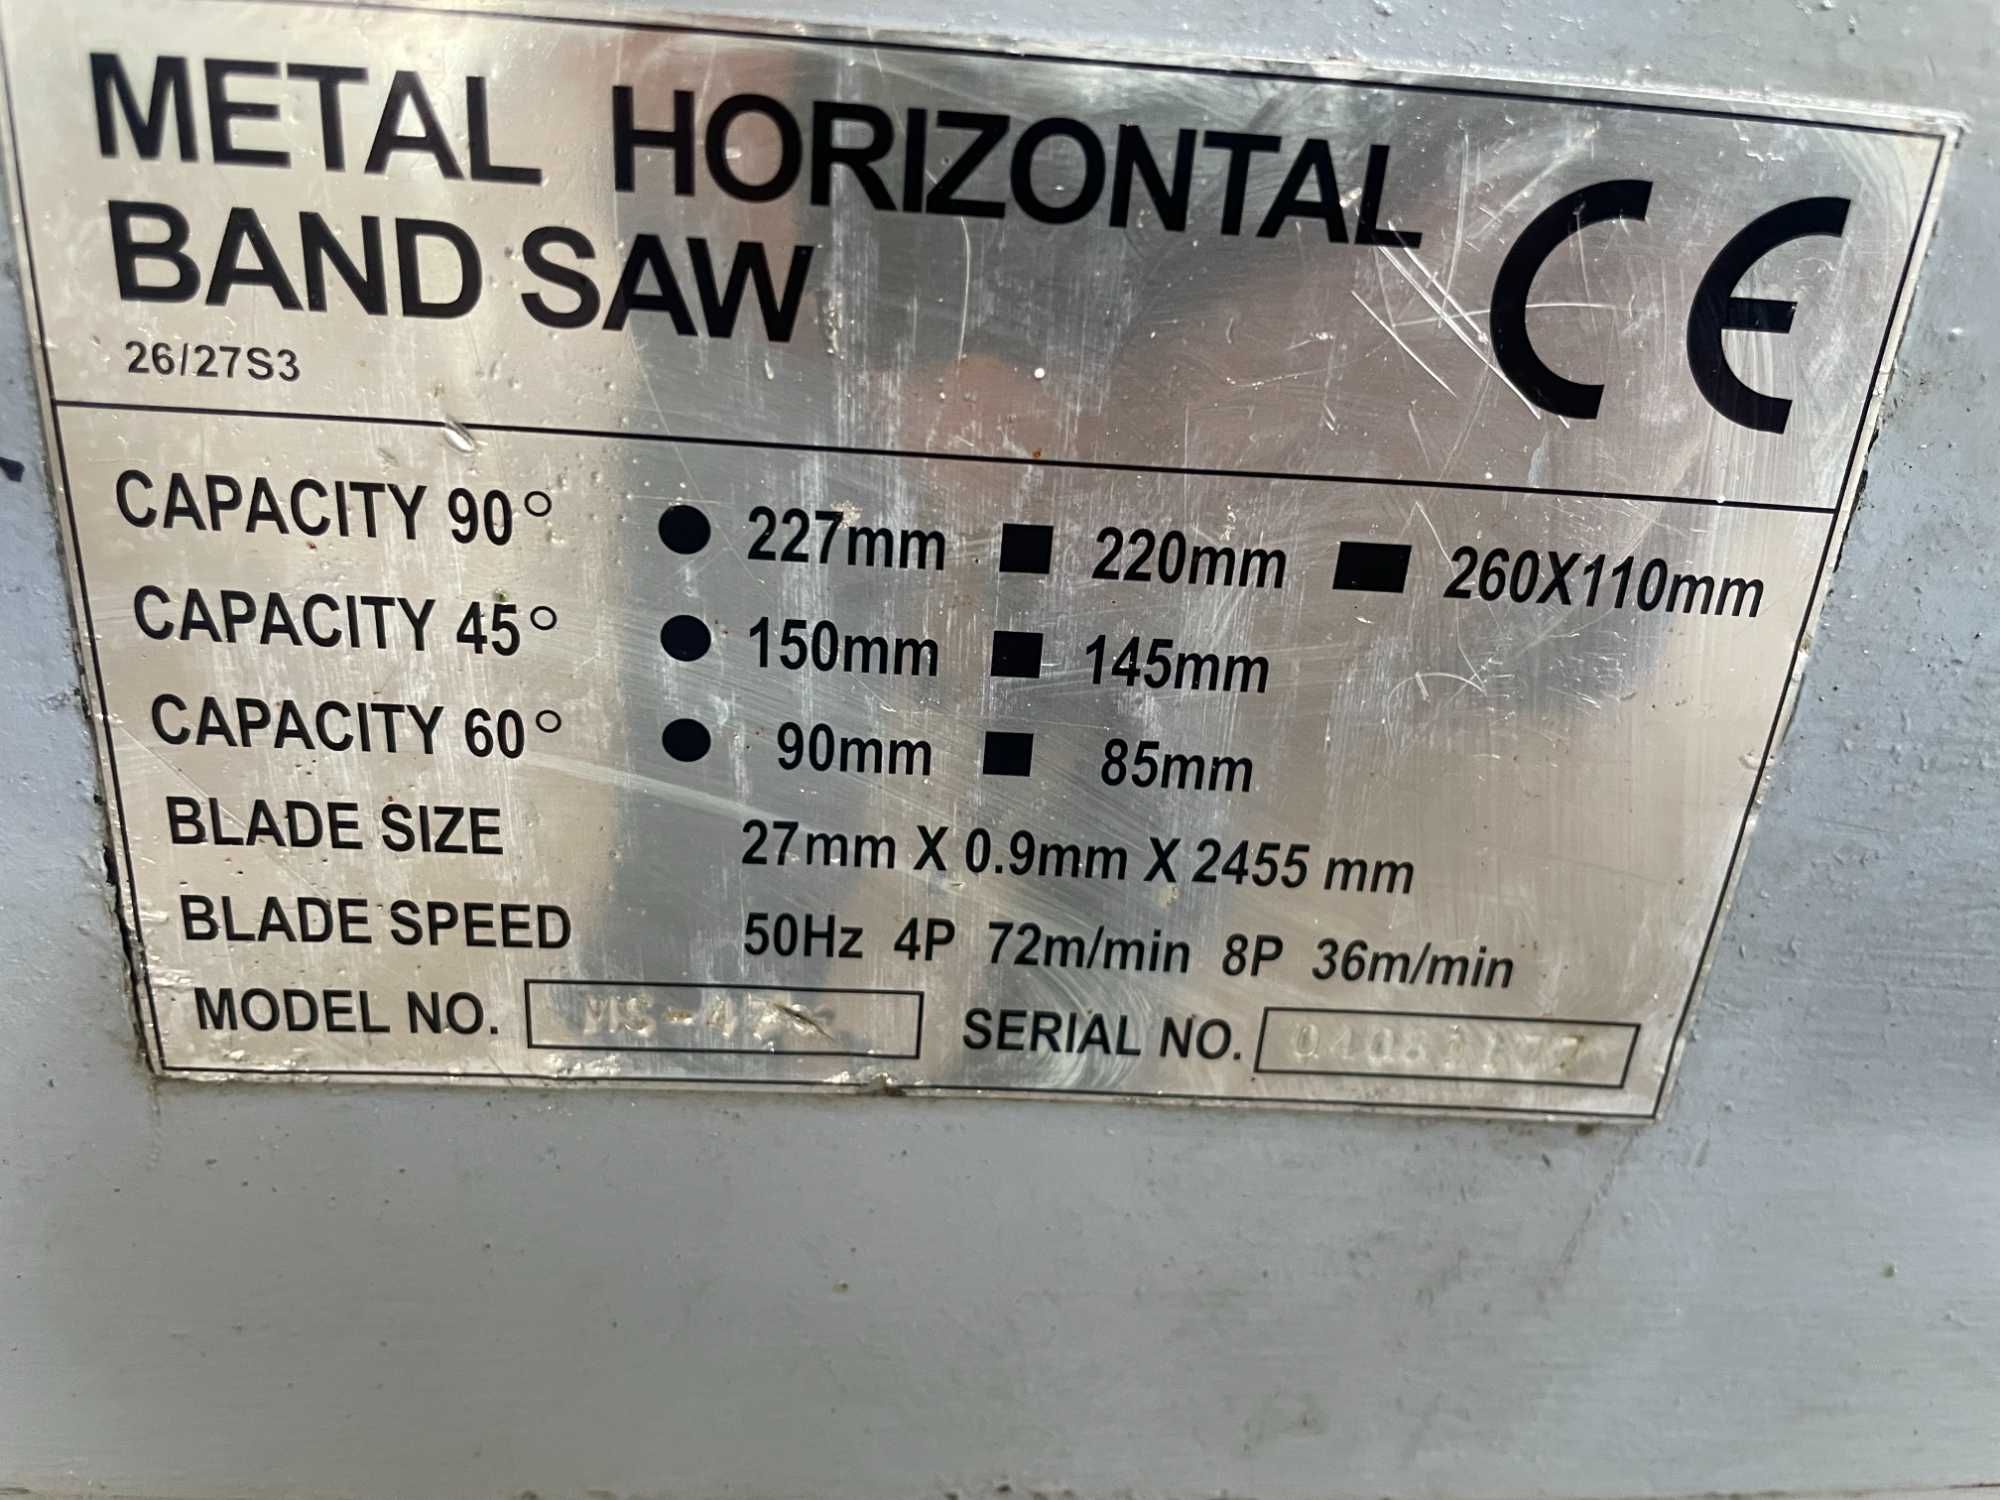 METAL HORIZONTAL
BAND SAW
CE
26/27S3
CAPACITY 90° ● 227mm ■ 220mm ▬ 260X110mm
CAPACITY 45° ● 150mm ■ 145mm
CAPACITY 60° ● 90mm ■ 85mm
BLADE SIZE 27mm X 0.9mm X 2455 mm
BLADE SPEED 50Hz 4P 72m/min 8P 36m/min
MODEL NO. SERIAL NO.